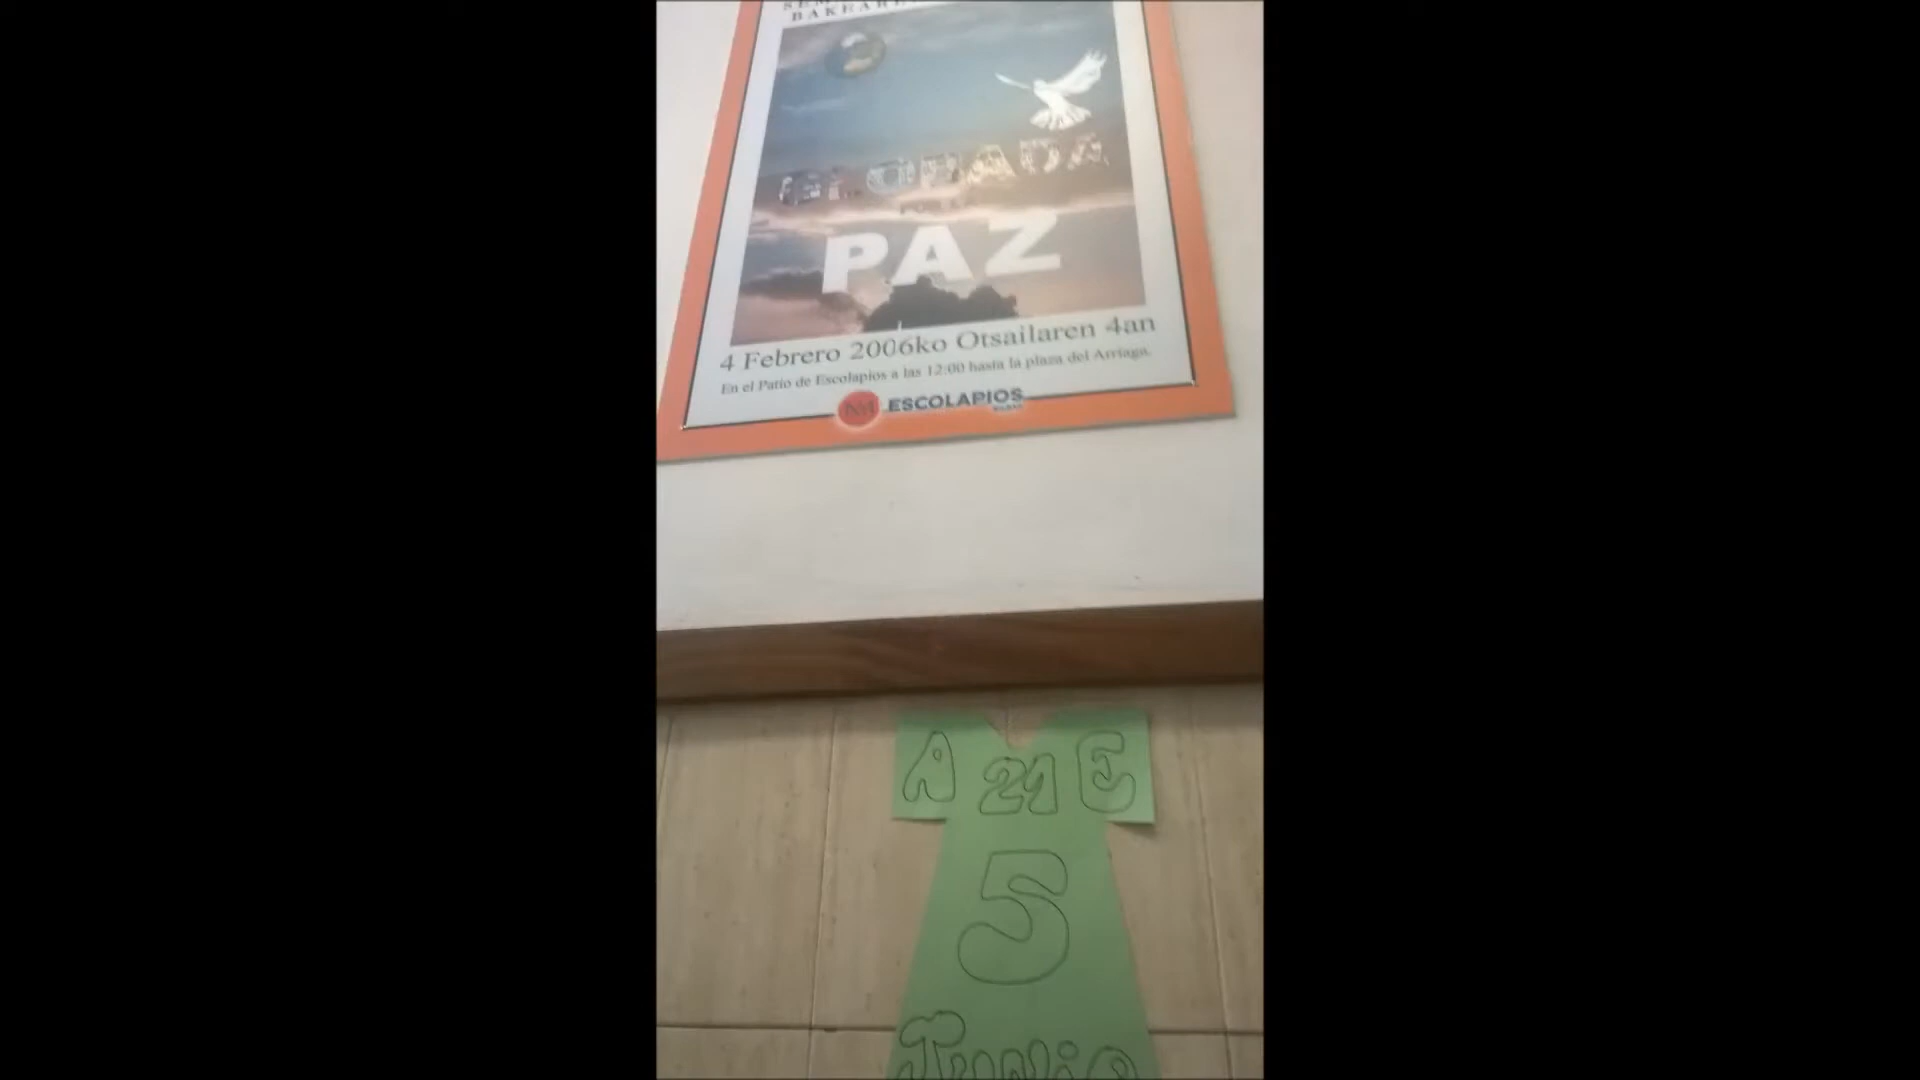 PAZ
4 Febrero 2006ko Otsailaren 4an
En el Patio de Escolapios a las 12:00 hasta la plaza del Arriaga.
ESCOLAPIOS
A 21 E
5
Junio